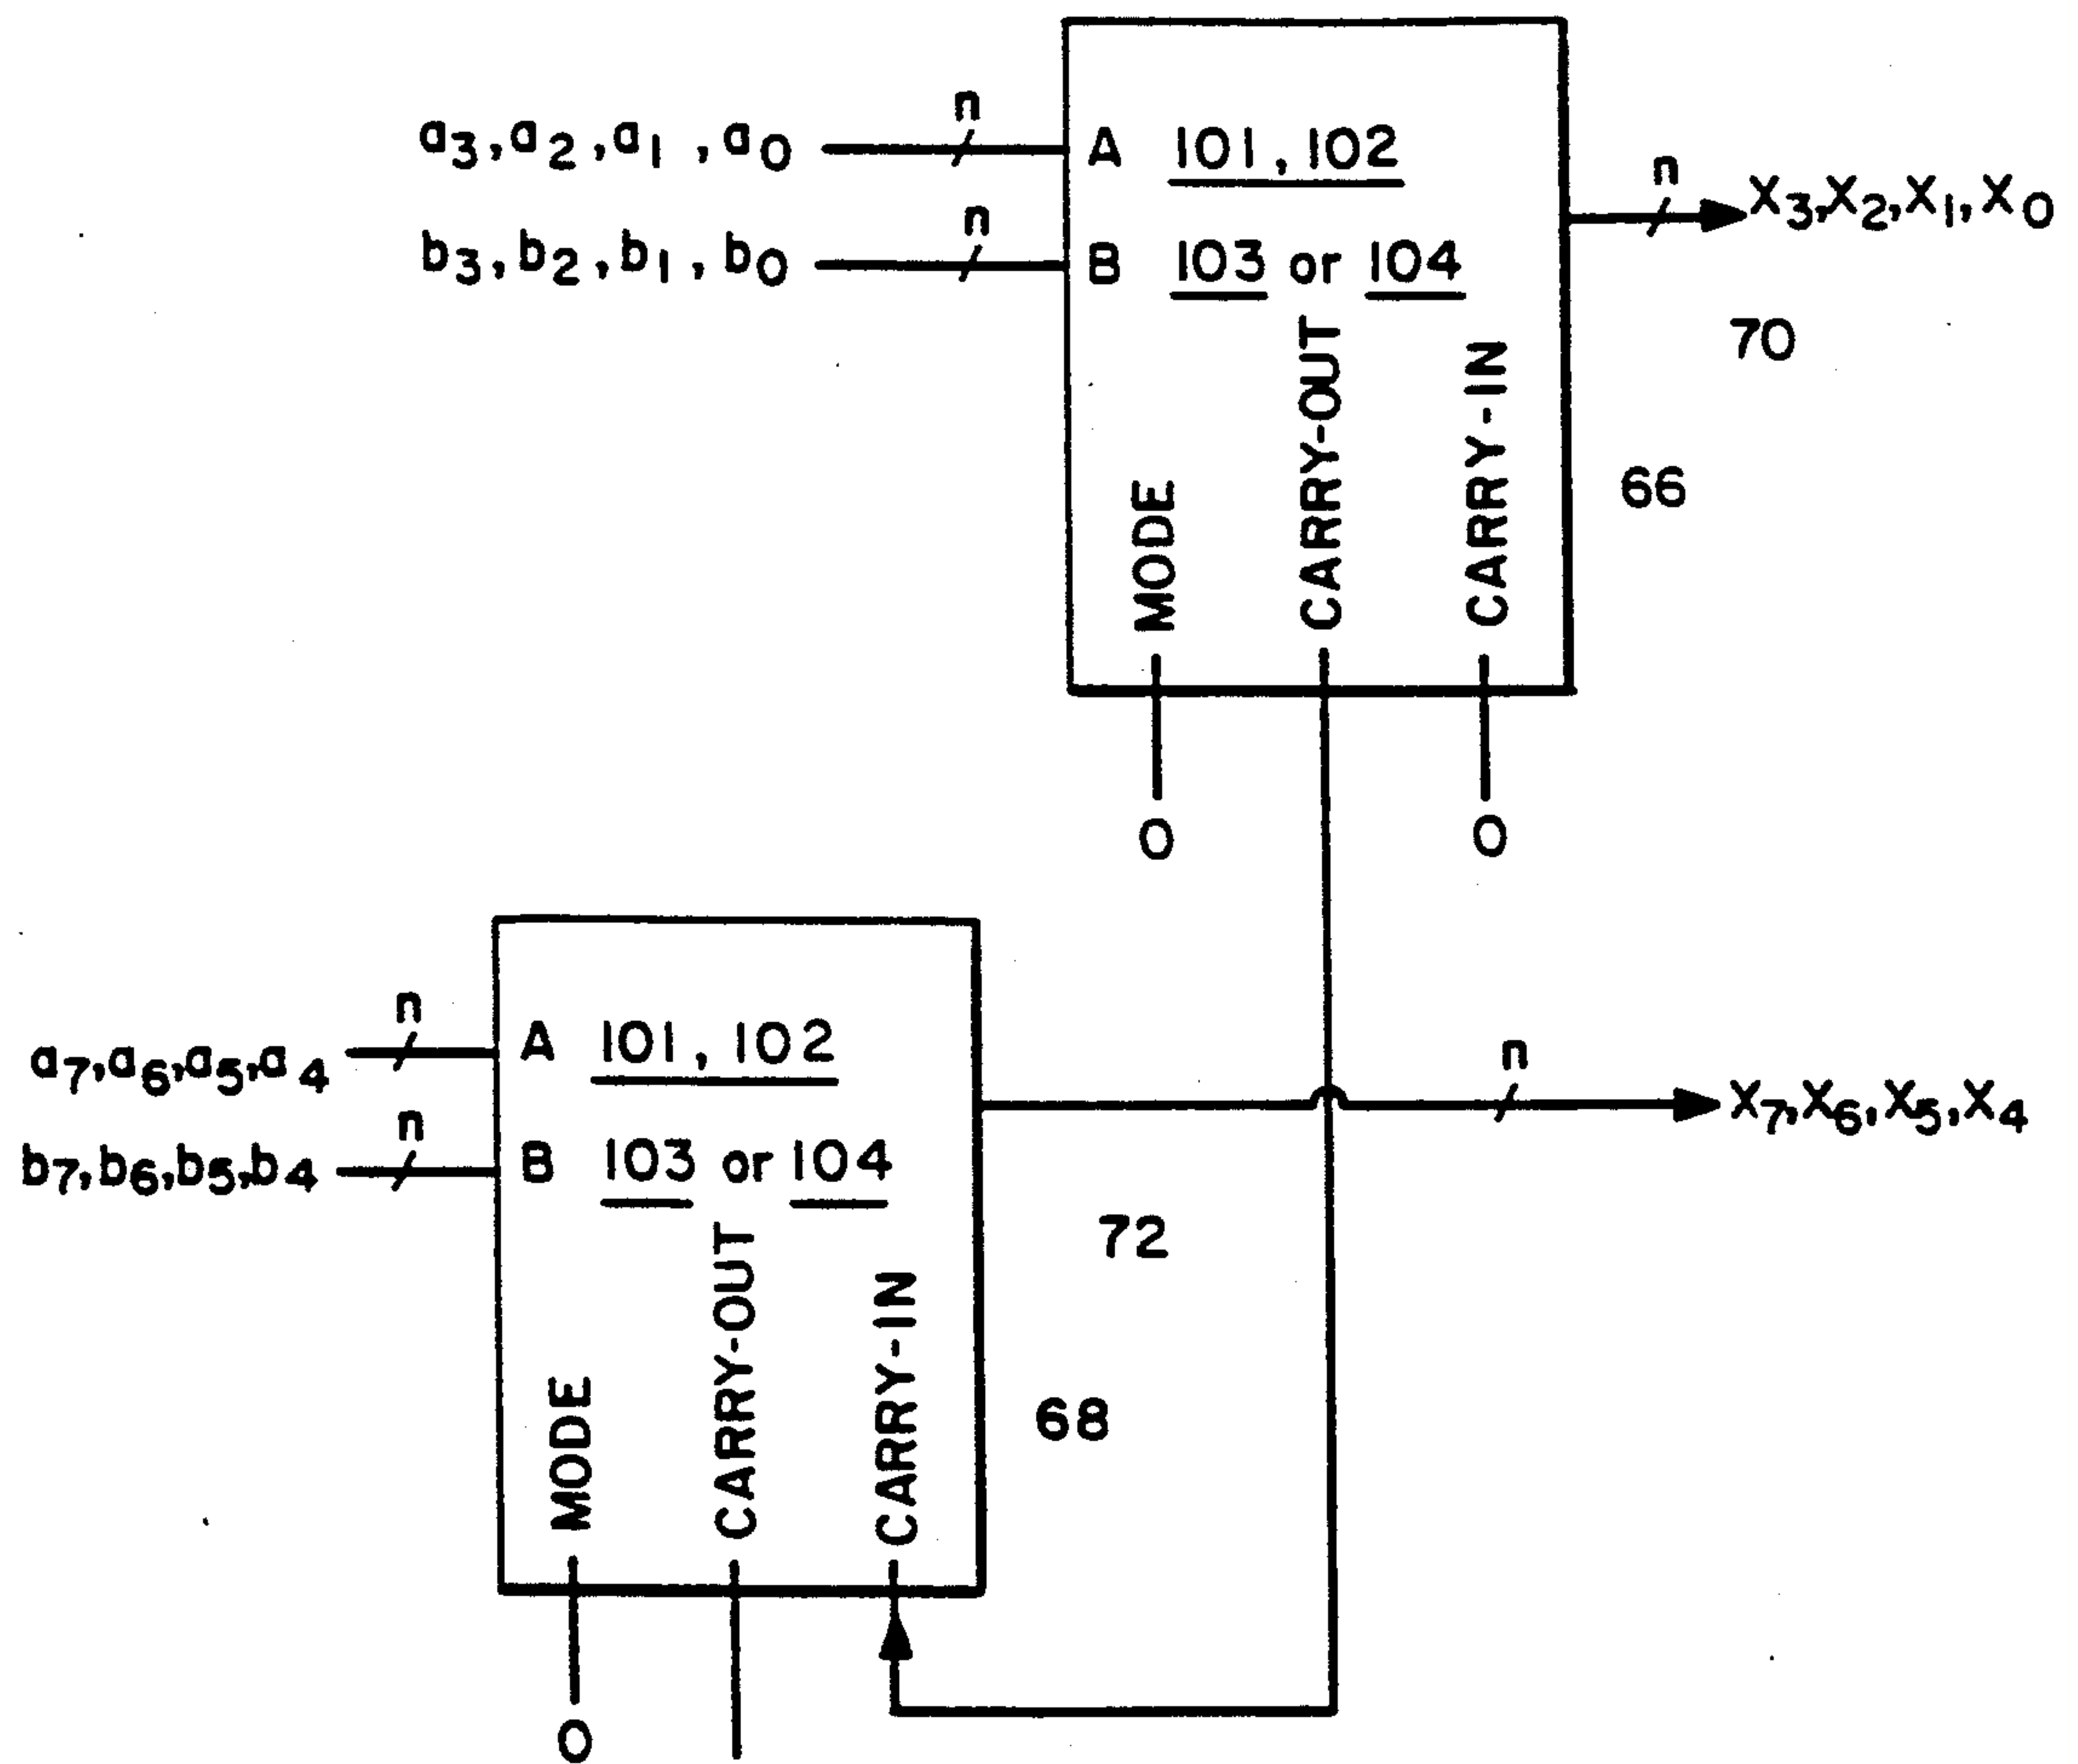 n
a3,a2,a1,a0 A 101,102
n
X3,X2,X1,X0
n
b3,b2,b1,b0 B 103 or 104
70
MODE
CARRY-OUT
CARRY-IN
66
0
0
n
a7,a6,a5,a4 A 101,102
n
X7,X6,X5,X4
n
b7,b6,b5,b4 B 103 or 104
72
MODE
CARRY-OUT
CARRY-IN
68
0